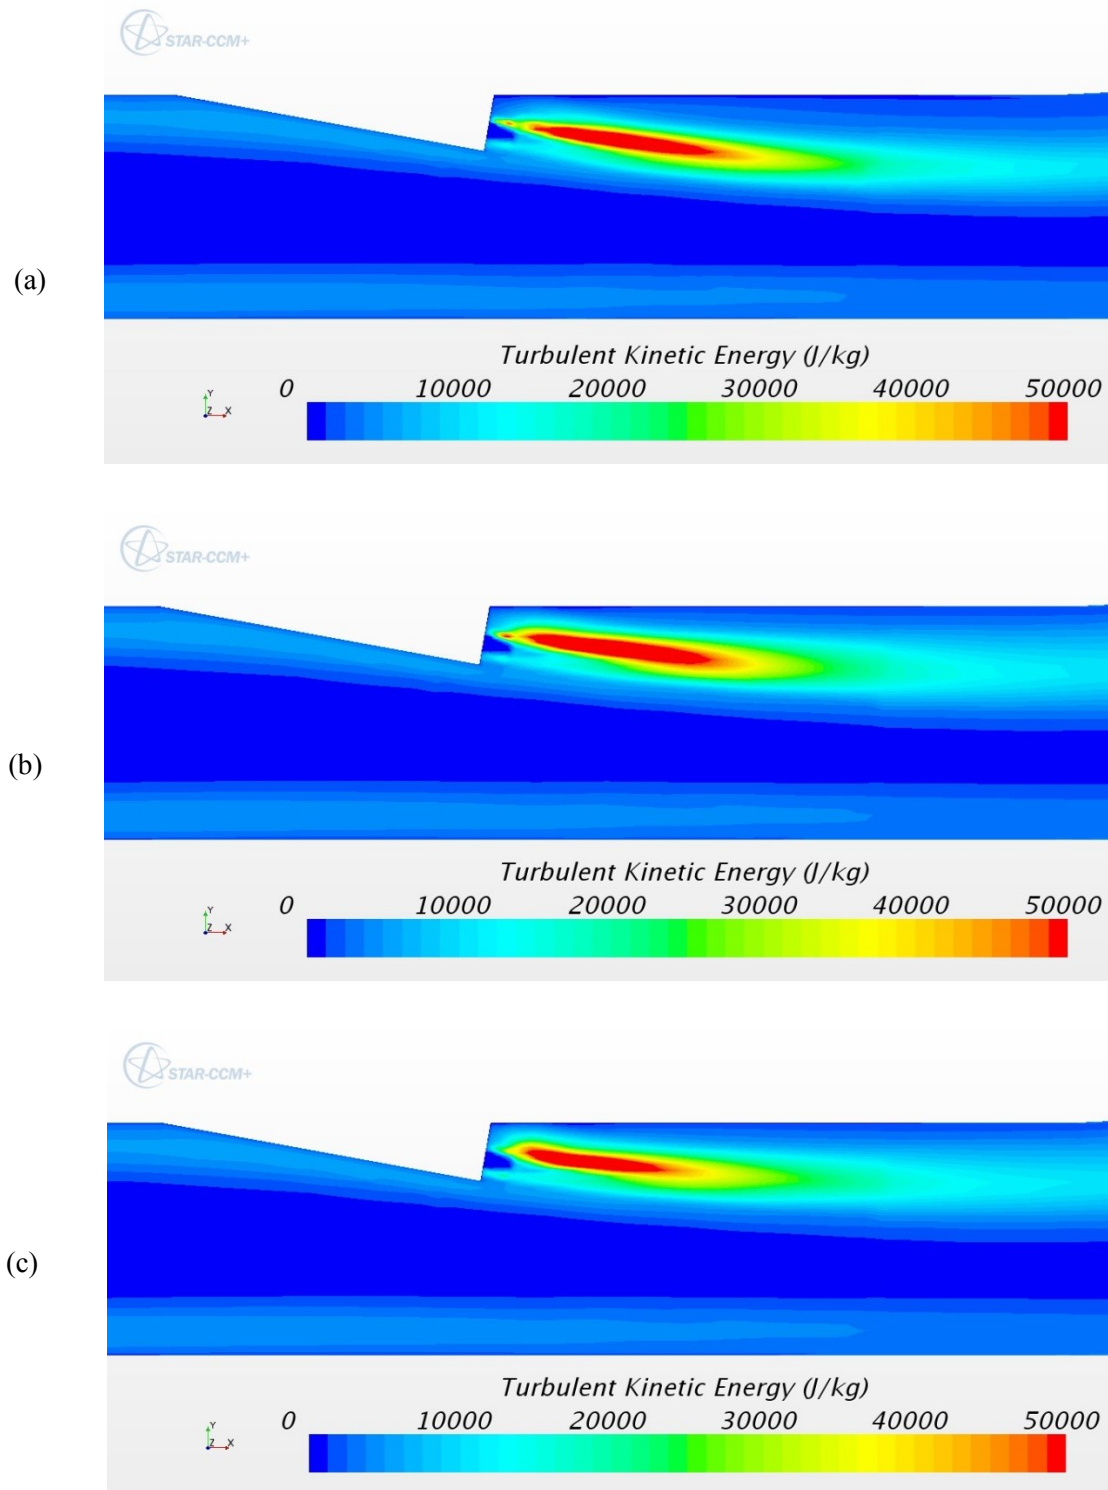 STAR-CCM+
(a)
Turbulent Kinetic Energy (J/kg)
0 10000 20000 30000 40000 50000
Y
Z X
STAR-CCM+
(b)
Turbulent Kinetic Energy (J/kg)
0 10000 20000 30000 40000 50000
Y
Z X
STAR-CCM+
(c)
Turbulent Kinetic Energy (J/kg)
0 10000 20000 30000 40000 50000
Y
Z X